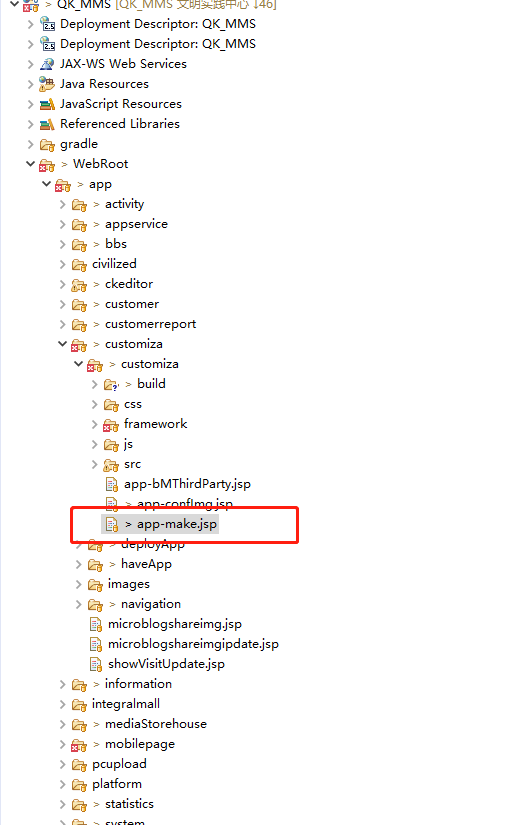 > QK_MMS [QK_MMS 文明实践中心 ↓46]
Deployment Descriptor: QK_MMS
Deployment Descriptor: QK_MMS
JAX-WS Web Services
Java Resources
JavaScript Resources
Referenced Libraries
gradle
> WebRoot
> app
> activity
> appservice
> bbs
civilized
> ckeditor
> customer
> customerreport
> customiza
> customiza
> build
css
framework
js
src
app-bMThirdParty.jsp
> app-confImg.jsp
> app-make.jsp
> deployApp
> haveApp
images
> navigation
microblogshareimg.jsp
microblogshareimgipdate.jsp
showVisitUpdate.jsp
> information
integralmall
> mediaStorehouse
> mobilepage
pcupload
platform
> statistics
> system